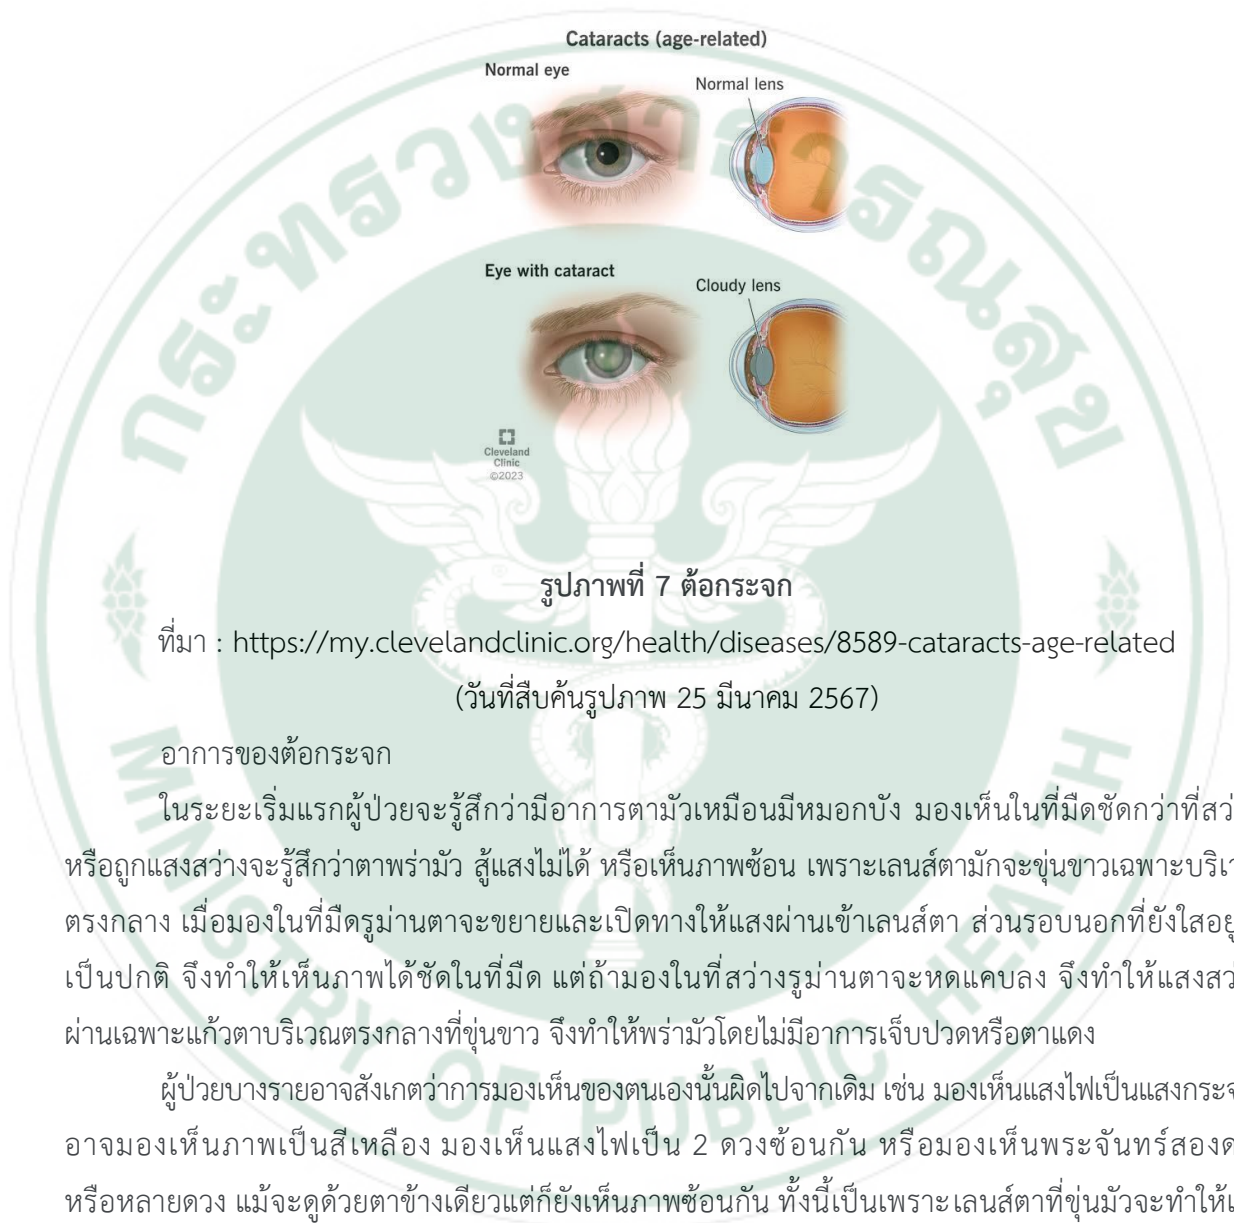 Cataracts (age-related)
Normal eye
Normal lens
Eye with cataract
Cloudy lens
Cleveland
Clinic
©2023
กระทรวงสาธารณสุข
MINISTRY OF PUBLIC HEALTH
รูปภาพที่ 7 ต้อกระจก
ที่มา : https://my.clevelandclinic.org/health/diseases/8589-cataracts-age-related
(วันที่สืบค้นรูปภาพ 25 มีนาคม 2567)
อาการของต้อกระจก
ในระยะเริ่มแรกผู้ป่วยจะรู้สึกว่ามีอาการตามัวเหมือนมีหมอกบัง มองเห็นในที่มืดชัดกว่าที่
หรือถูกแสงสว่างจะรู้สึกว่าตาพร่ามัว สู้แสงไม่ได้ หรือเห็นภาพซ้อน เพราะเลนส์ตามักจะขุ่นขาวเฉพาะ
ตรงกลาง เมื่อมองในที่มืดรูม่านตาจะขยายและเปิดทางให้แสงผ่านเข้าเลนส์ตา ส่วนรอบนอกที่ยังใส
เป็นปกติ จึงทำให้เห็นภาพได้ชัดในที่มืด แต่ถ้ามองในที่สว่างรูม่านตาจะหดแคบลง จึงทำให้แสง
ผ่านเฉพาะแก้วตาบริเวณตรงกลางที่ขุ่นขาว จึงทำให้พร่ามัวโดยไม่มีอาการเจ็บปวดหรือตาแดง
ผู้ป่วยบางรายอาจสังเกตว่าการมองเห็นของตนเองนั้นผิดไปจากเดิม เช่น มองเห็นแสงไฟเป็นแสง
อาจมองเห็นภาพเป็นสีเหลือง มองเห็นแสงไฟเป็น 2 ดวงซ้อนกัน หรือมองเห็นพระจันทร์สอง
หรือหลายดวง แม้จะดูด้วยตาข้างเดียวแต่ก็ยังเห็นภาพซ้อนกัน ทั้งนี้เป็นเพราะเลนส์ตาที่ขุ่นมัวจะทำให้